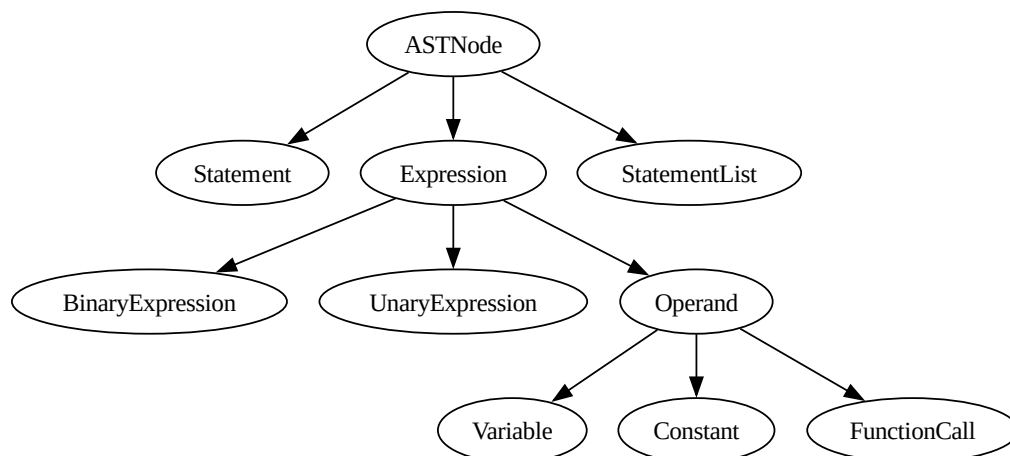 ASTNode
Statement
Expression
StatementList
BinaryExpression
UnaryExpression
Operand
Variable
Constant
FunctionCall